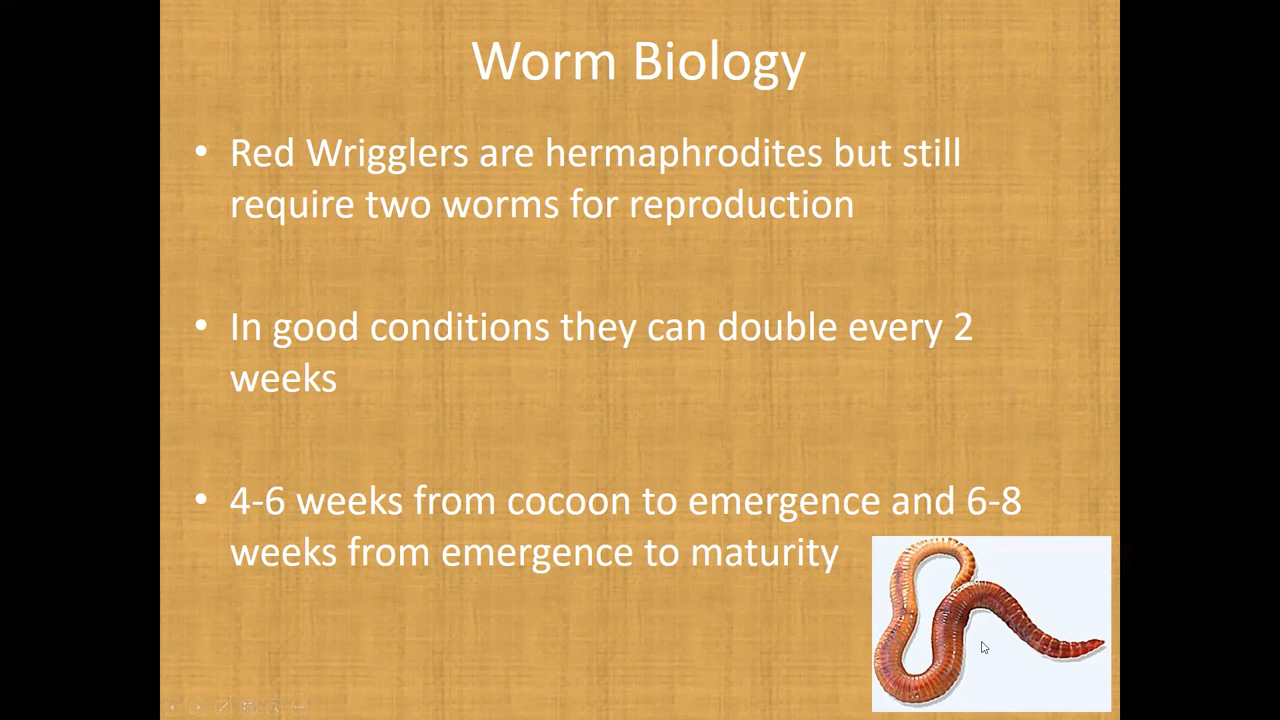 Worm Biology
• Red Wrigglers are hermaphrodites but still
require two worms for reproduction
• In good conditions they can double every 2
weeks
• 4-6 weeks from cocoon to emergence and 6-8
weeks from emergence to maturity